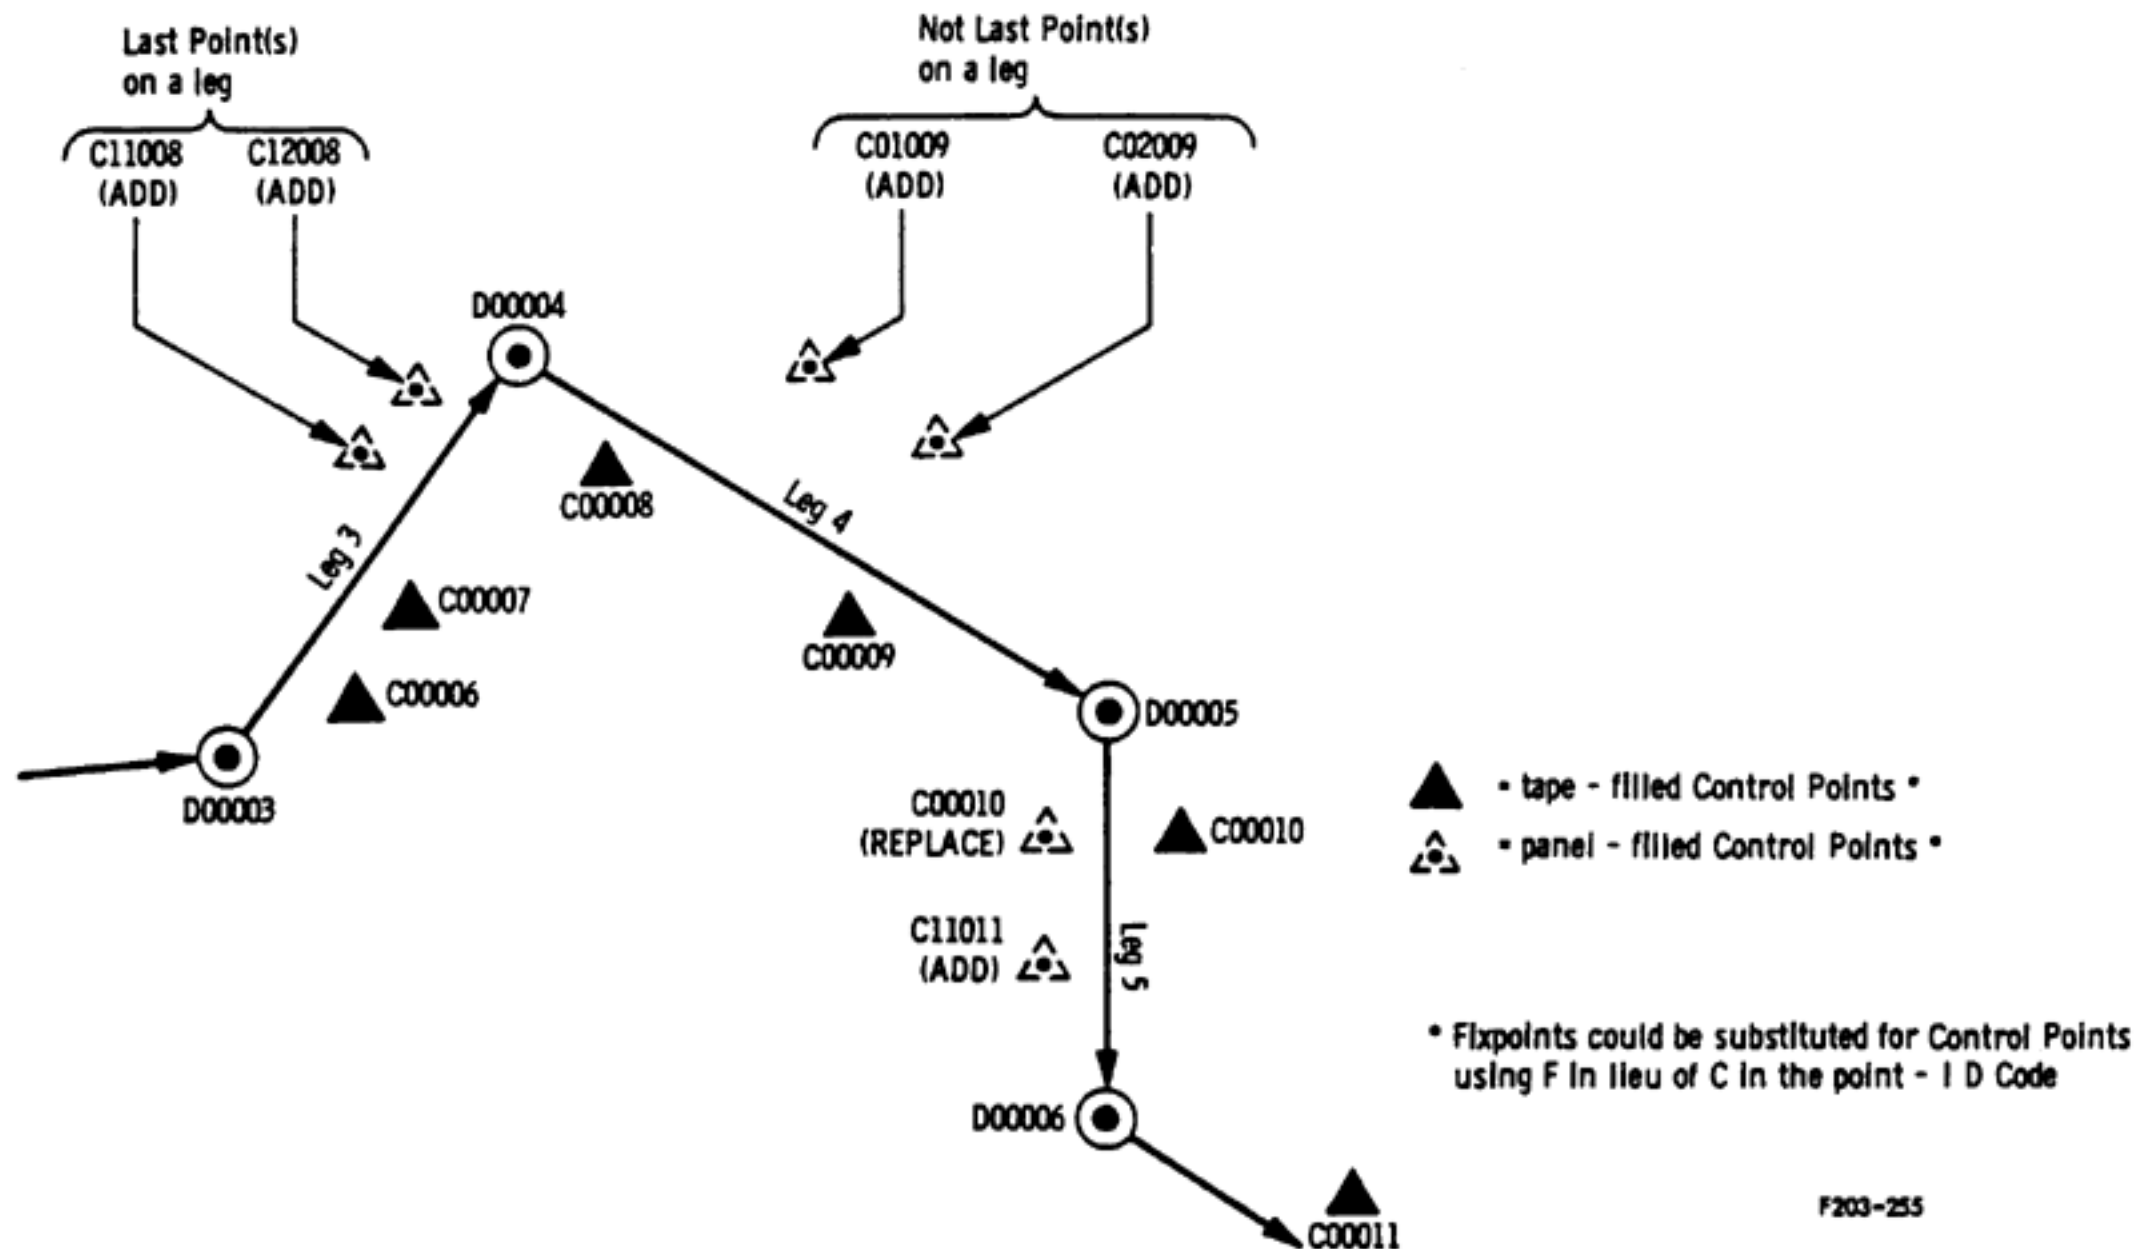 Last Point(s)
on a leg
Not Last Point(s)
on a leg
C11008
(ADD)
C12008
(ADD)
C01009
(ADD)
C02009
(ADD)
D00004
C00008
Leg 4
Leg 3
C00007
C00009
C00006
D00003
D00005
C00010
(REPLACE)
C00010
C11011
(ADD)
Leg 5
D00006
C00011
- tape - filled Control Points *
- panel - filled Control Points *
* Fixpoints could be substituted for Control Points
using F in lieu of C in the point - I D Code
F203-255